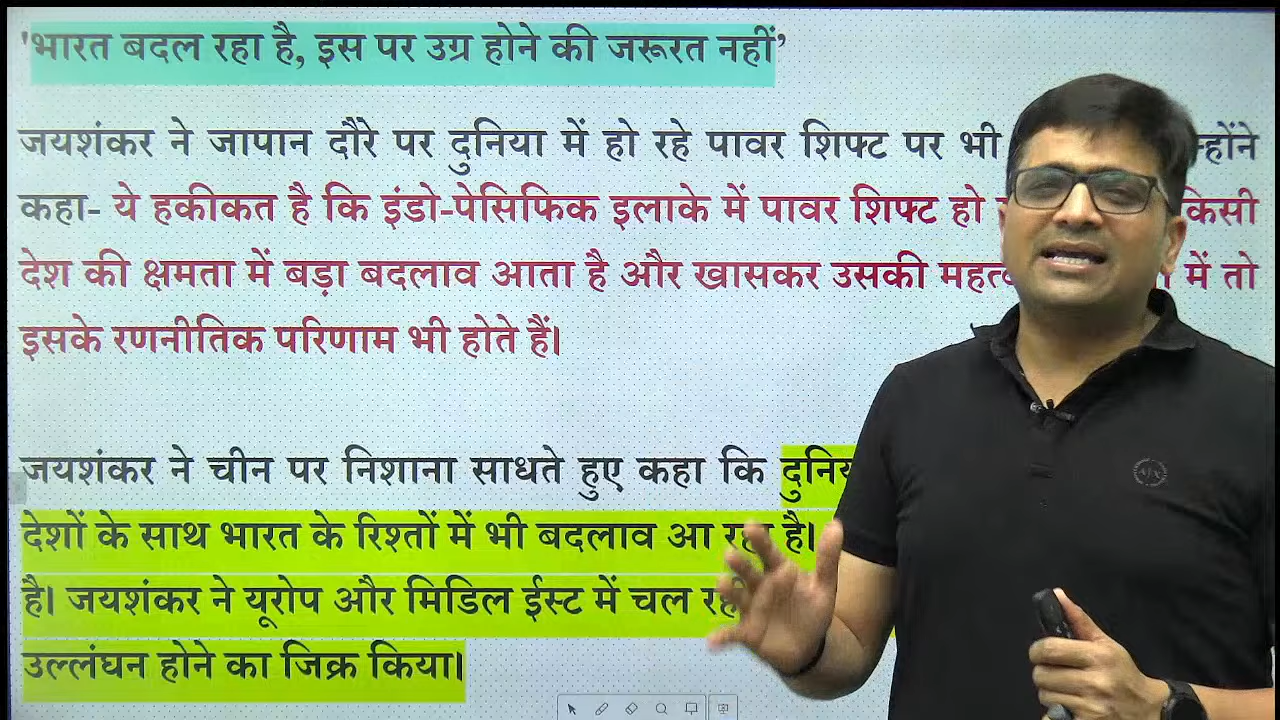 'भारत बदल रहा है, इस पर उग्र होने की जरूरत नहीं’
जयशंकर ने जापान दौरे पर दुनिया में हो रहे पावर शिफ्ट पर भी
कहा- ये हकीकत है कि इंडो-पेसिफिक इलाके में पावर शिफ्ट हो किसी
देश की क्षमता में बड़ा बदलाव आता है और खासकर उसकी में तो
इसके रणनीतिक परिणाम भी होते हैं।
जयशंकर ने चीन पर निशाना साधते हुए कहा कि
देशों के साथ भारत के रिश्तों में भी बदलाव आ रहा है।
है। जयशंकर ने यूरोप और मिडिल ईस्ट में चल
उल्लंघन होने का जिक्र किया।